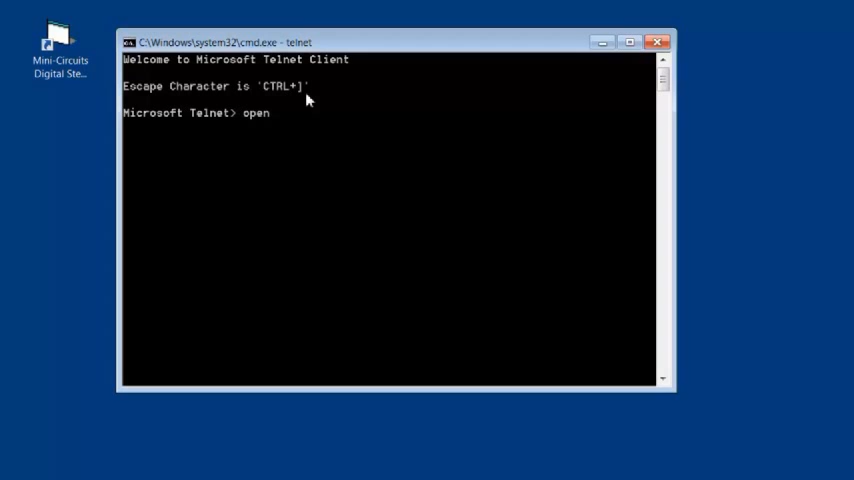 Mini-Circuits
Digital Ste...
C:\Windows\system32\cmd.exe - telnet
Welcome to Microsoft Telnet Client
Escape Character is 'CTRL+]'
Microsoft Telnet> open